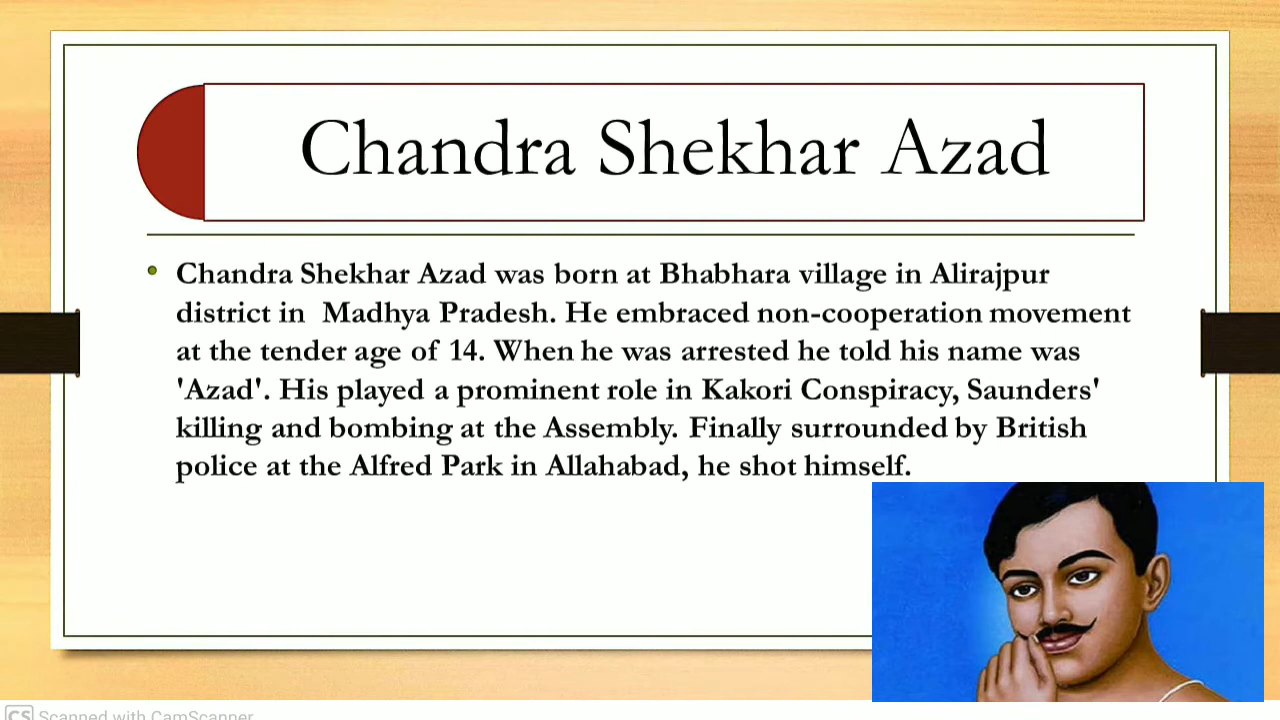 Chandra Shekhar Azad
Chandra Shekhar Azad was born at Bhabhara village in Alirajpur
district in  Madhya Pradesh. He embraced non-cooperation movement
at the tender age of 14. When he was arrested he told his name was
'Azad'. His played a prominent role in Kakori Conspiracy, Saunders'
killing and bombing at the Assembly. Finally surrounded by British
police at the Alfred Park in Allahabad, he shot himself.
CS Scanned with CamScanner